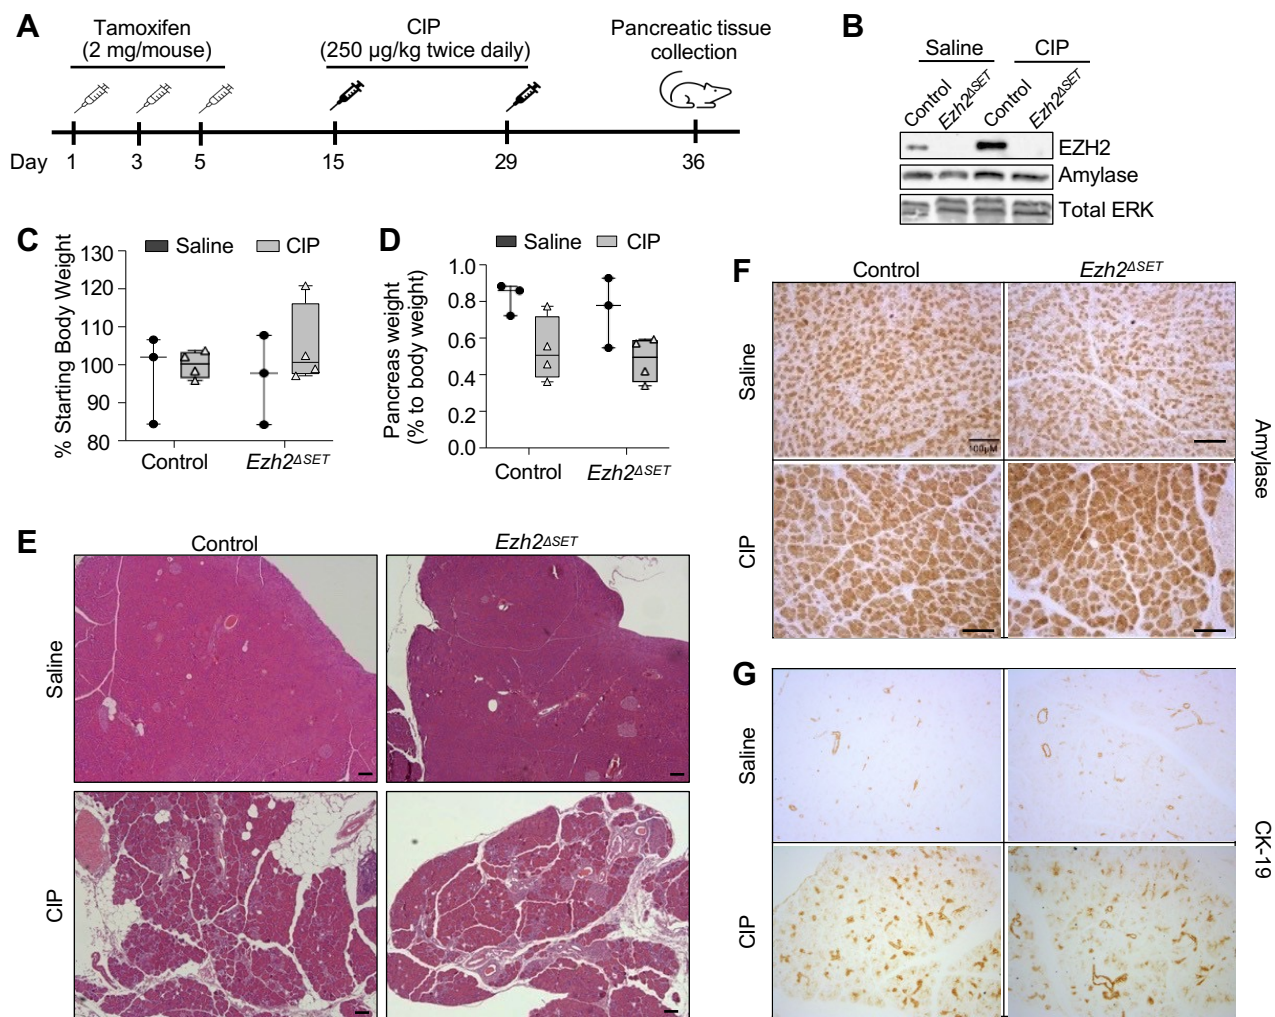 A
Tamoxifen
(2 mg/mouse)
CIP
(250 µg/kg twice daily)
Pancreatic tissue
collection
Day 1 3 5 15 29 36
B
Saline CIP
Control Ezh2ΔSET Control Ezh2ΔSET
EZH2
Amylase
Total ERK
C
Saline CIP
% Starting Body Weight
130
120
110
100
90
80
Control Ezh2ΔSET
D
Saline CIP
Pancreas weight
(% to body weight)
1.0
0.8
0.6
0.4
0.2
0.0
Control Ezh2ΔSET
E
Control Ezh2ΔSET
Saline
CIP
F
Control Ezh2ΔSET
Saline
100µM
CIP
Amylase
G
Saline
CIP
CK-19